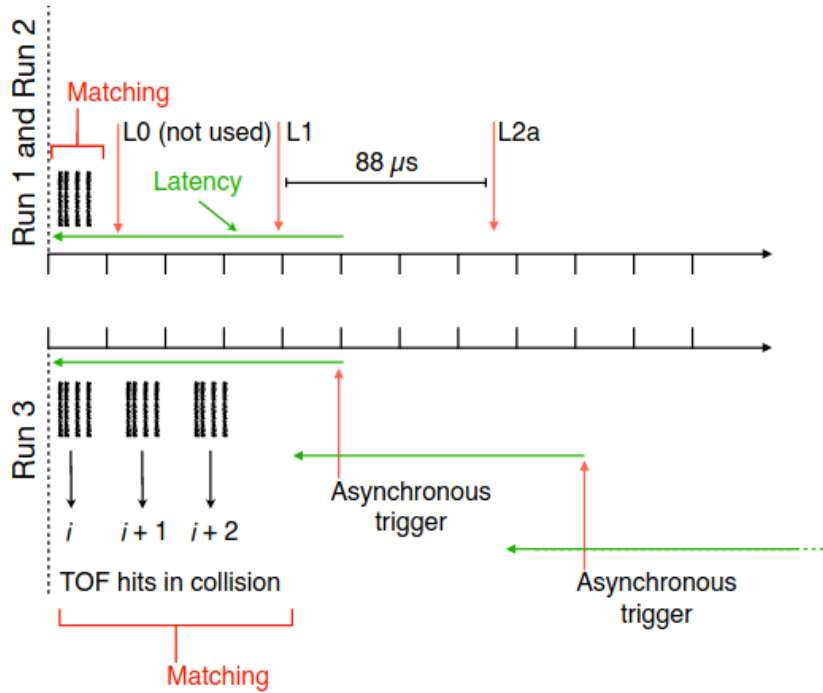 Run 1 and Run 2
Matching
L0 (not used)
L1
L2a
88 µs
Latency
Run 3
i
i + 1
i + 2
TOF hits in collision
Matching
Asynchronous
trigger
Asynchronous
trigger